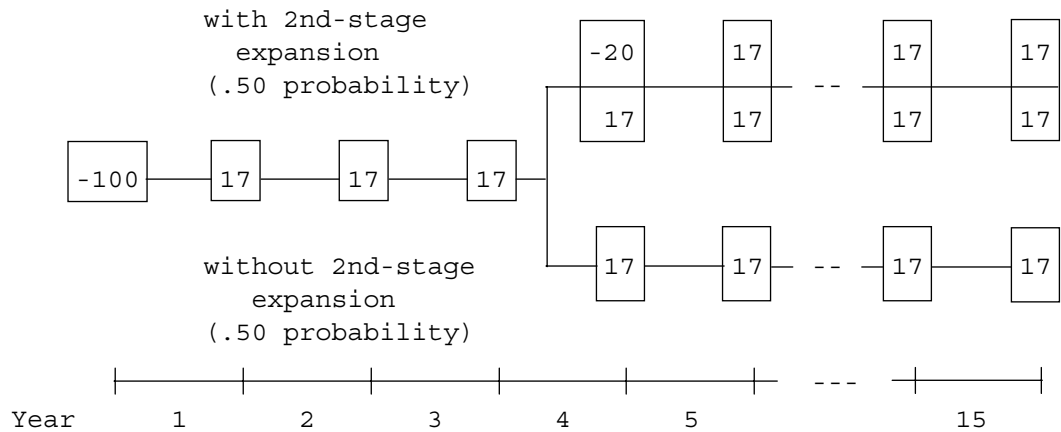 with 2nd-stage
expansion
(.50 probability)
-20 17 17 17
17 17 17 17
-100 17 17 17
without 2nd-stage
expansion
(.50 probability)
17 17 -- 17 17
---
Year 1 2 3 4 5 15